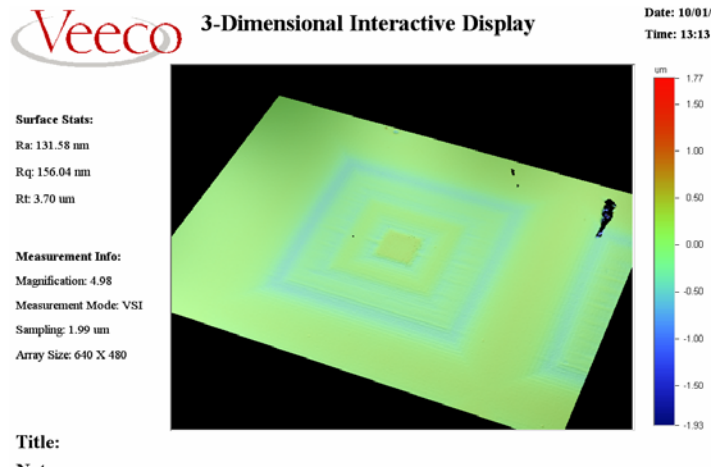 Veeco
3-Dimensional Interactive Display
Date: 10/01/
Time: 13:13
um
1.77
1.50
1.00
0.50
0.00
-0.50
-1.00
-1.50
-1.93
Surface Stats:
Ra: 131.58 nm
Rq: 156.04 nm
Rt: 3.70 um
Measurement Info:
Magnification: 4.98
Measurement Mode: VSI
Sampling: 1.99 um
Array Size: 640 X 480
Title: